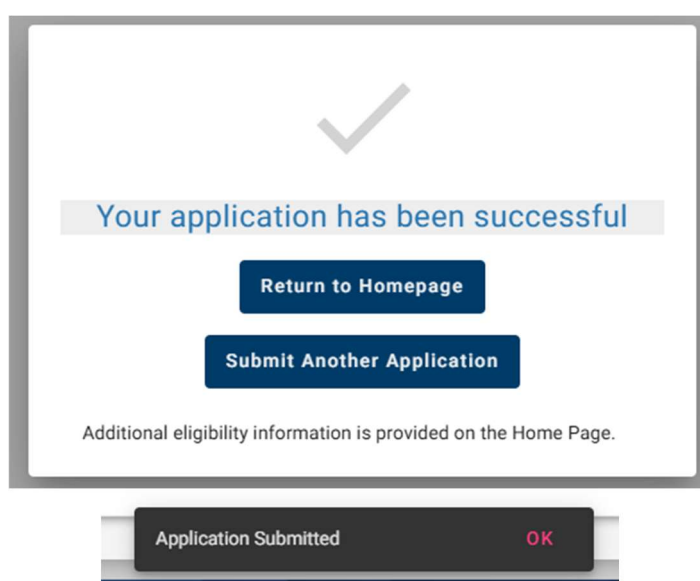 Your application has been successful
Return to Homepage
Submit Another Application
Additional eligibility information is provided on the Home Page.
Application Submitted OK